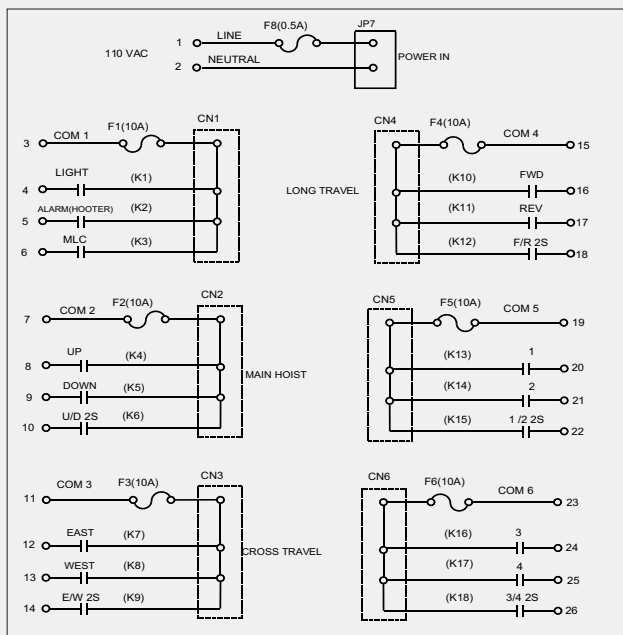 F8(0.5A) JP7
1 LINE
110 VAC POWER IN
2 NEUTRAL
F1(10A) CN1
3 COM 1
LIGHT (K1)
4
ALARM(HOOTER) (K2)
5
MLC (K3)
6
CN4 F4(10A) COM 4
15
LONG TRAVEL
(K10) FWD
16
(K11) REV
17
(K12) F/R 2S
18
CN2
7 COM 2 F2(10A)
UP (K4)
8
MAIN HOIST
DOWN (K5)
9
U/D 2S (K6)
10
CN5 F5(10A) COM 5
19
(K13) 1
20
(K14) 2
21
(K15) 1 /2 2S
22
CN3
COM 3 F3(10A)
11
EAST (K7)
12
CROSS TRAVEL
WEST (K8)
13
E/W 2S (K9)
14
CN6 F6(10A) COM 6
23
(K16) 3
24
(K17) 4
25
(K18) 3/4 2S
26